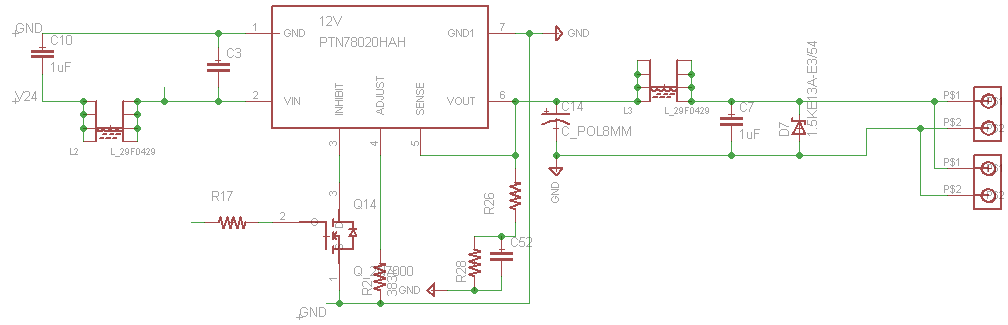 GND
C10
1uF
V24
L2
L_29F0429
C3
12V
PTN78020HAH
1
GND
2
VIN
INHIBIT
ADJUST
SENSE
GND1
7
VOUT
6
3
4
5
GND
C14
C_POL8MM
GND
L3
L_29F0429
C7
1uF
D7
1.5KE13A-E3/54
P$1
P$2
P$1
P$2
R17
2
3
Q14
D
1
GND
R26
R28
C52
GND